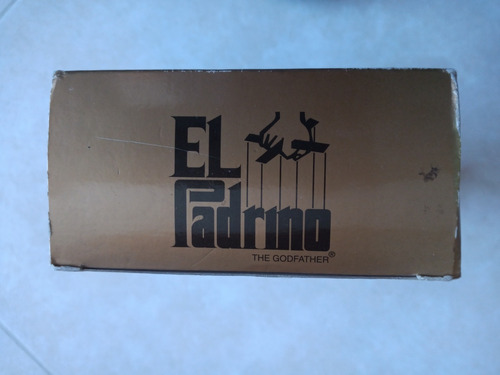 EL
Padrino
THE GODFATHER®